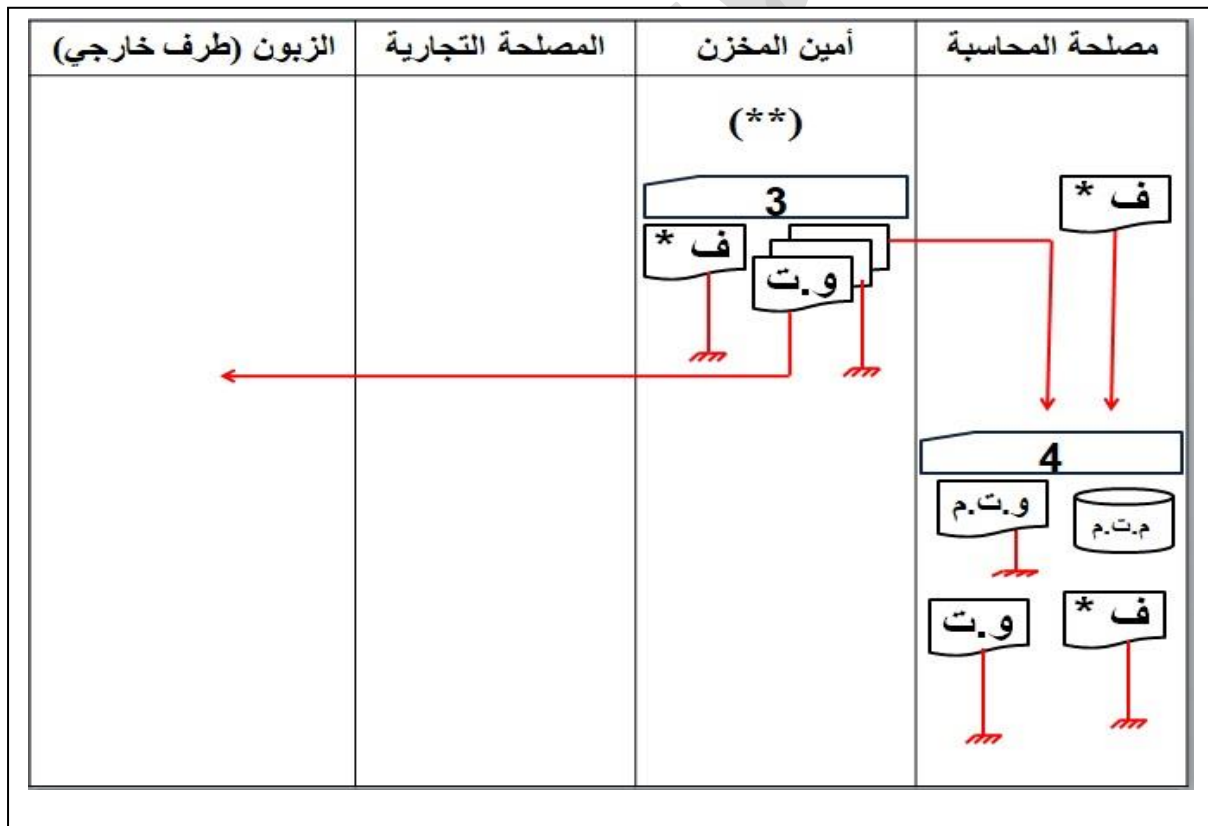 مصلحة المحاسبة
أمين المخزن
المصلحة التجارية
الزبون (طرف خارجي)
(**)
3
ف *
ف *
و.ت
4
م.ت.م
و.ت.م
ف *
و.ت